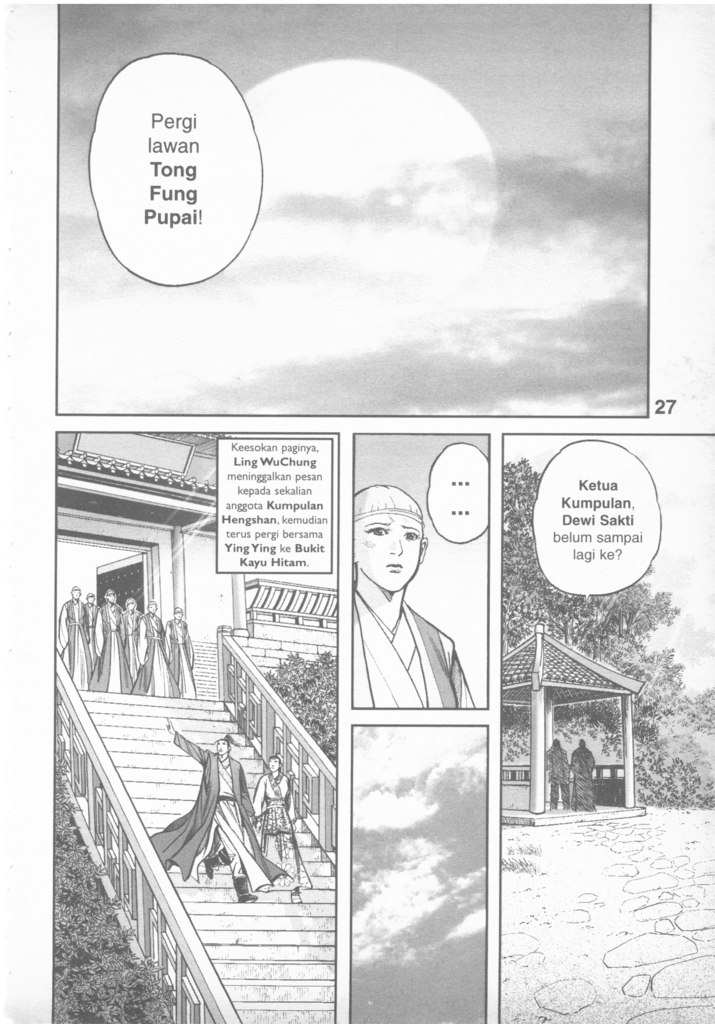 Pergi
lawan
Tong
Fung
Pupai!
27
Keesokan paginya,
Ling WuChung
meninggalkan pesan
kepada sekalian
anggota Kumpulan
Hengshan, kemudian
terus pergi bersama
Ying Ying ke Bukit
Kayu Hitam.
...
...
Ketua
Kumpulan,
Dewi Sakti
belum sampai
lagi ke?